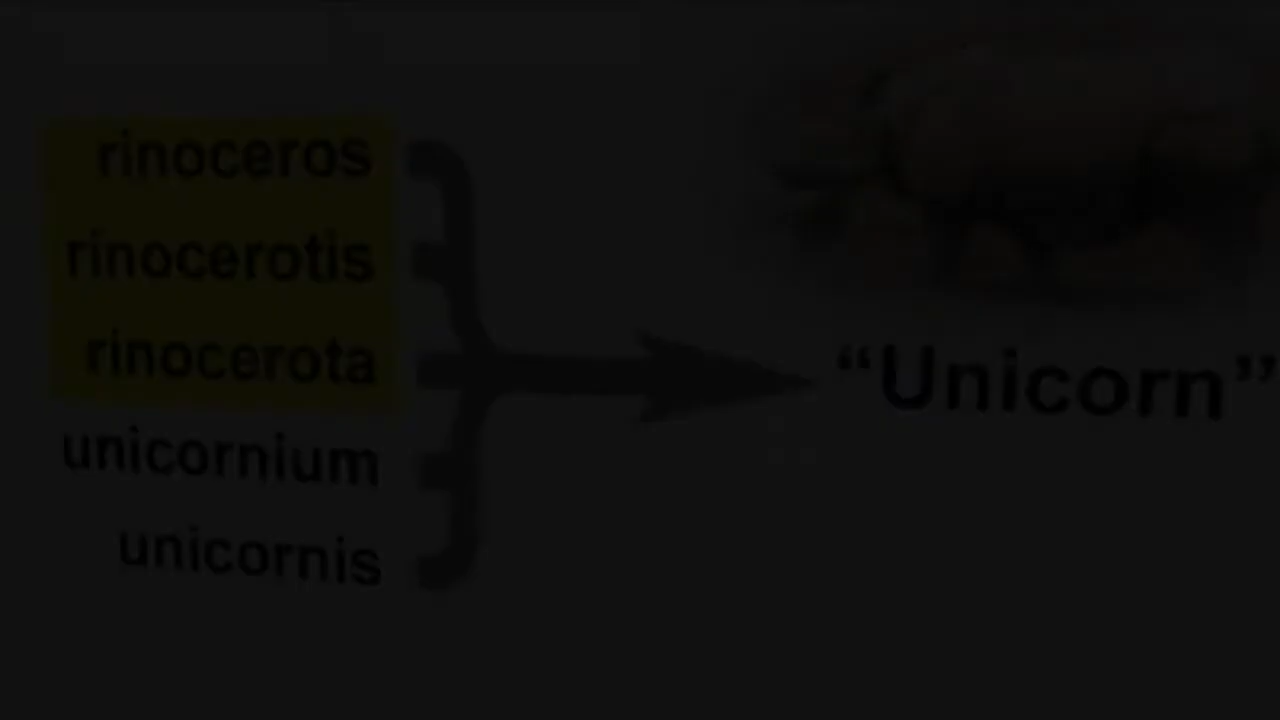 rinoceros
rinocerotis
rinocerota
unicornium
unicornis
“Unicorn”